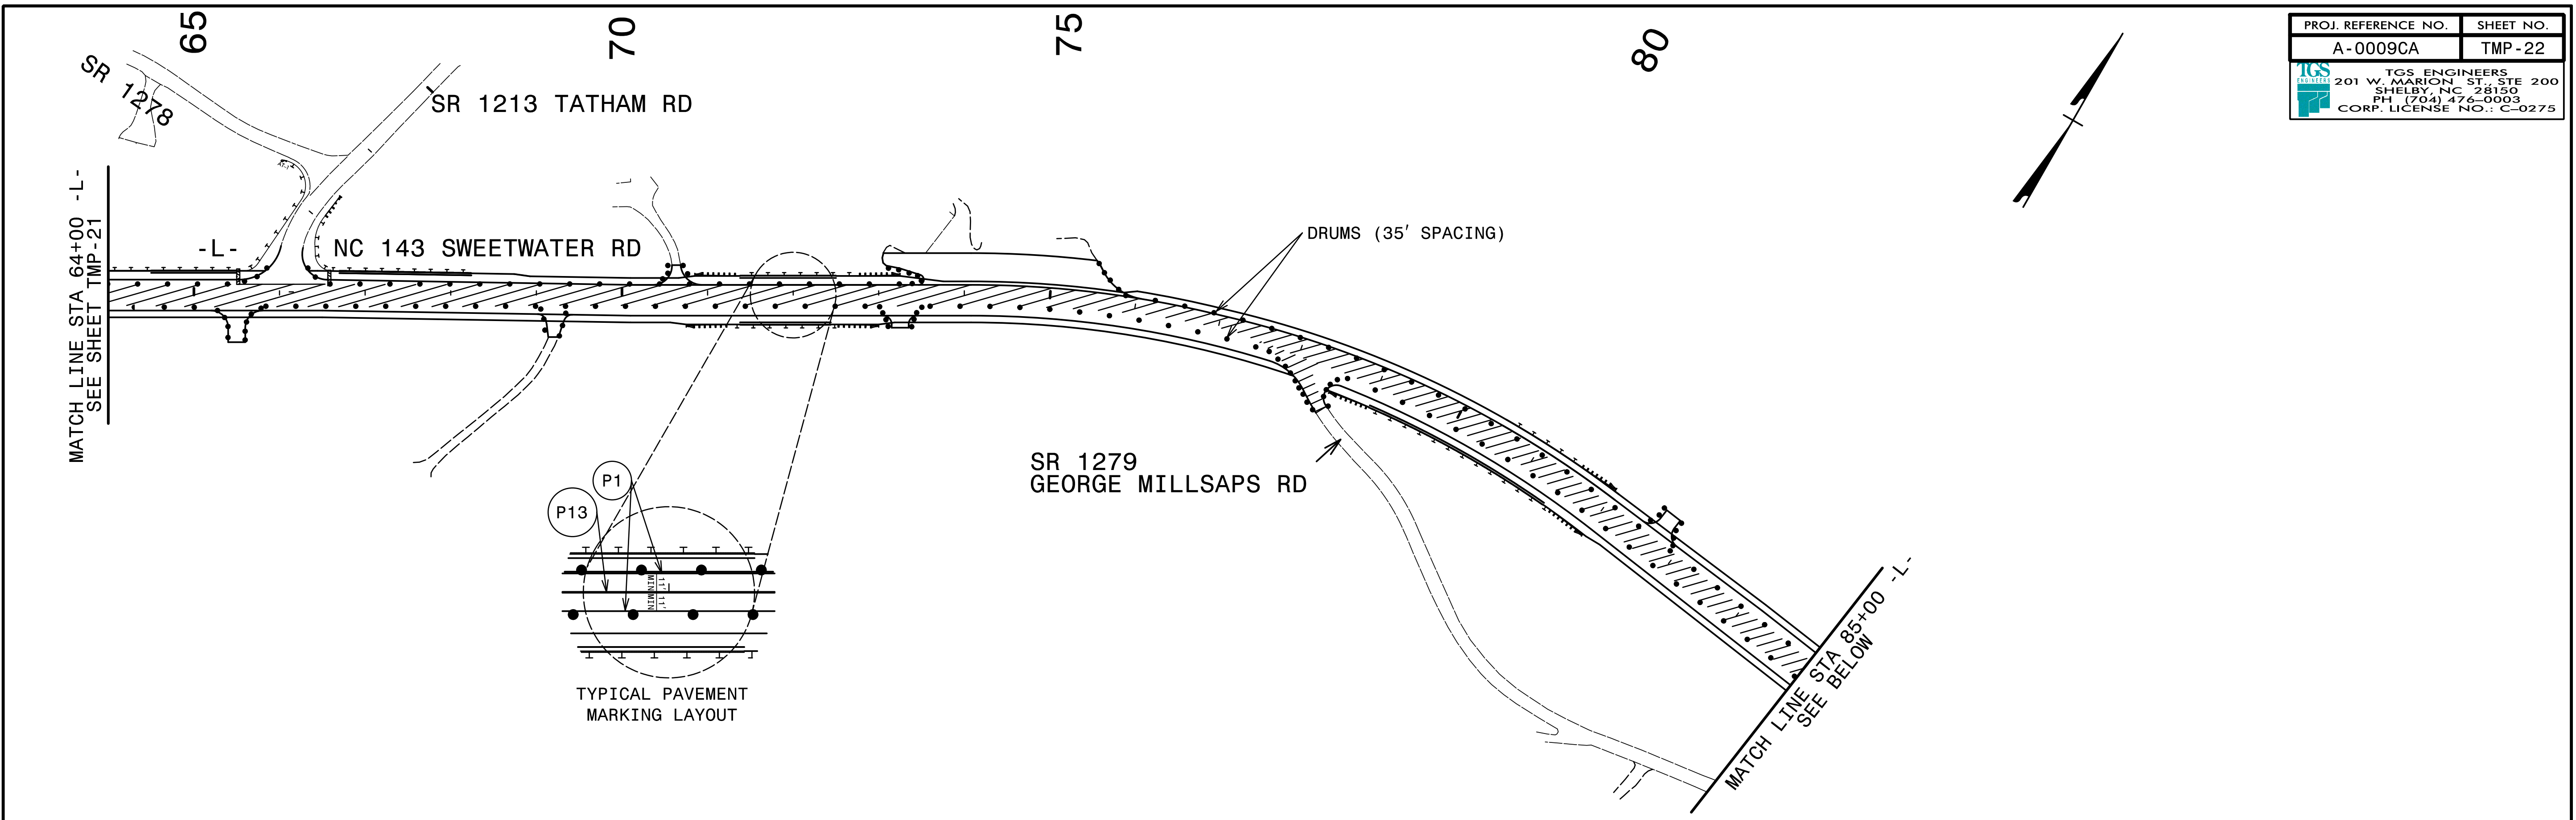 65
70
75
80
PROJ. REFERENCE NO.
SHEET NO.
A-0009CA
TMP-22
TGS
ENGINEERS
TGS ENGINEERS
201 W. MARION ST., STE 200
SHELBY, NC 28150
PH (704) 476-0003
CORP. LICENSE NO.: C-0275
SR 1278
SR 1213 TATHAM RD
MATCH LINE STA 64+00 -L-
SEE SHEET TMP-21
-L-
NC 143 SWEETWATER RD
DRUMS (35' SPACING)
SR 1279
GEORGE MILLSAPS RD
P1
P13
11' 11'
MIN MIN
TYPICAL PAVEMENT
MARKING LAYOUT
MATCH LINE STA 85+00 -L-
SEE BELOW